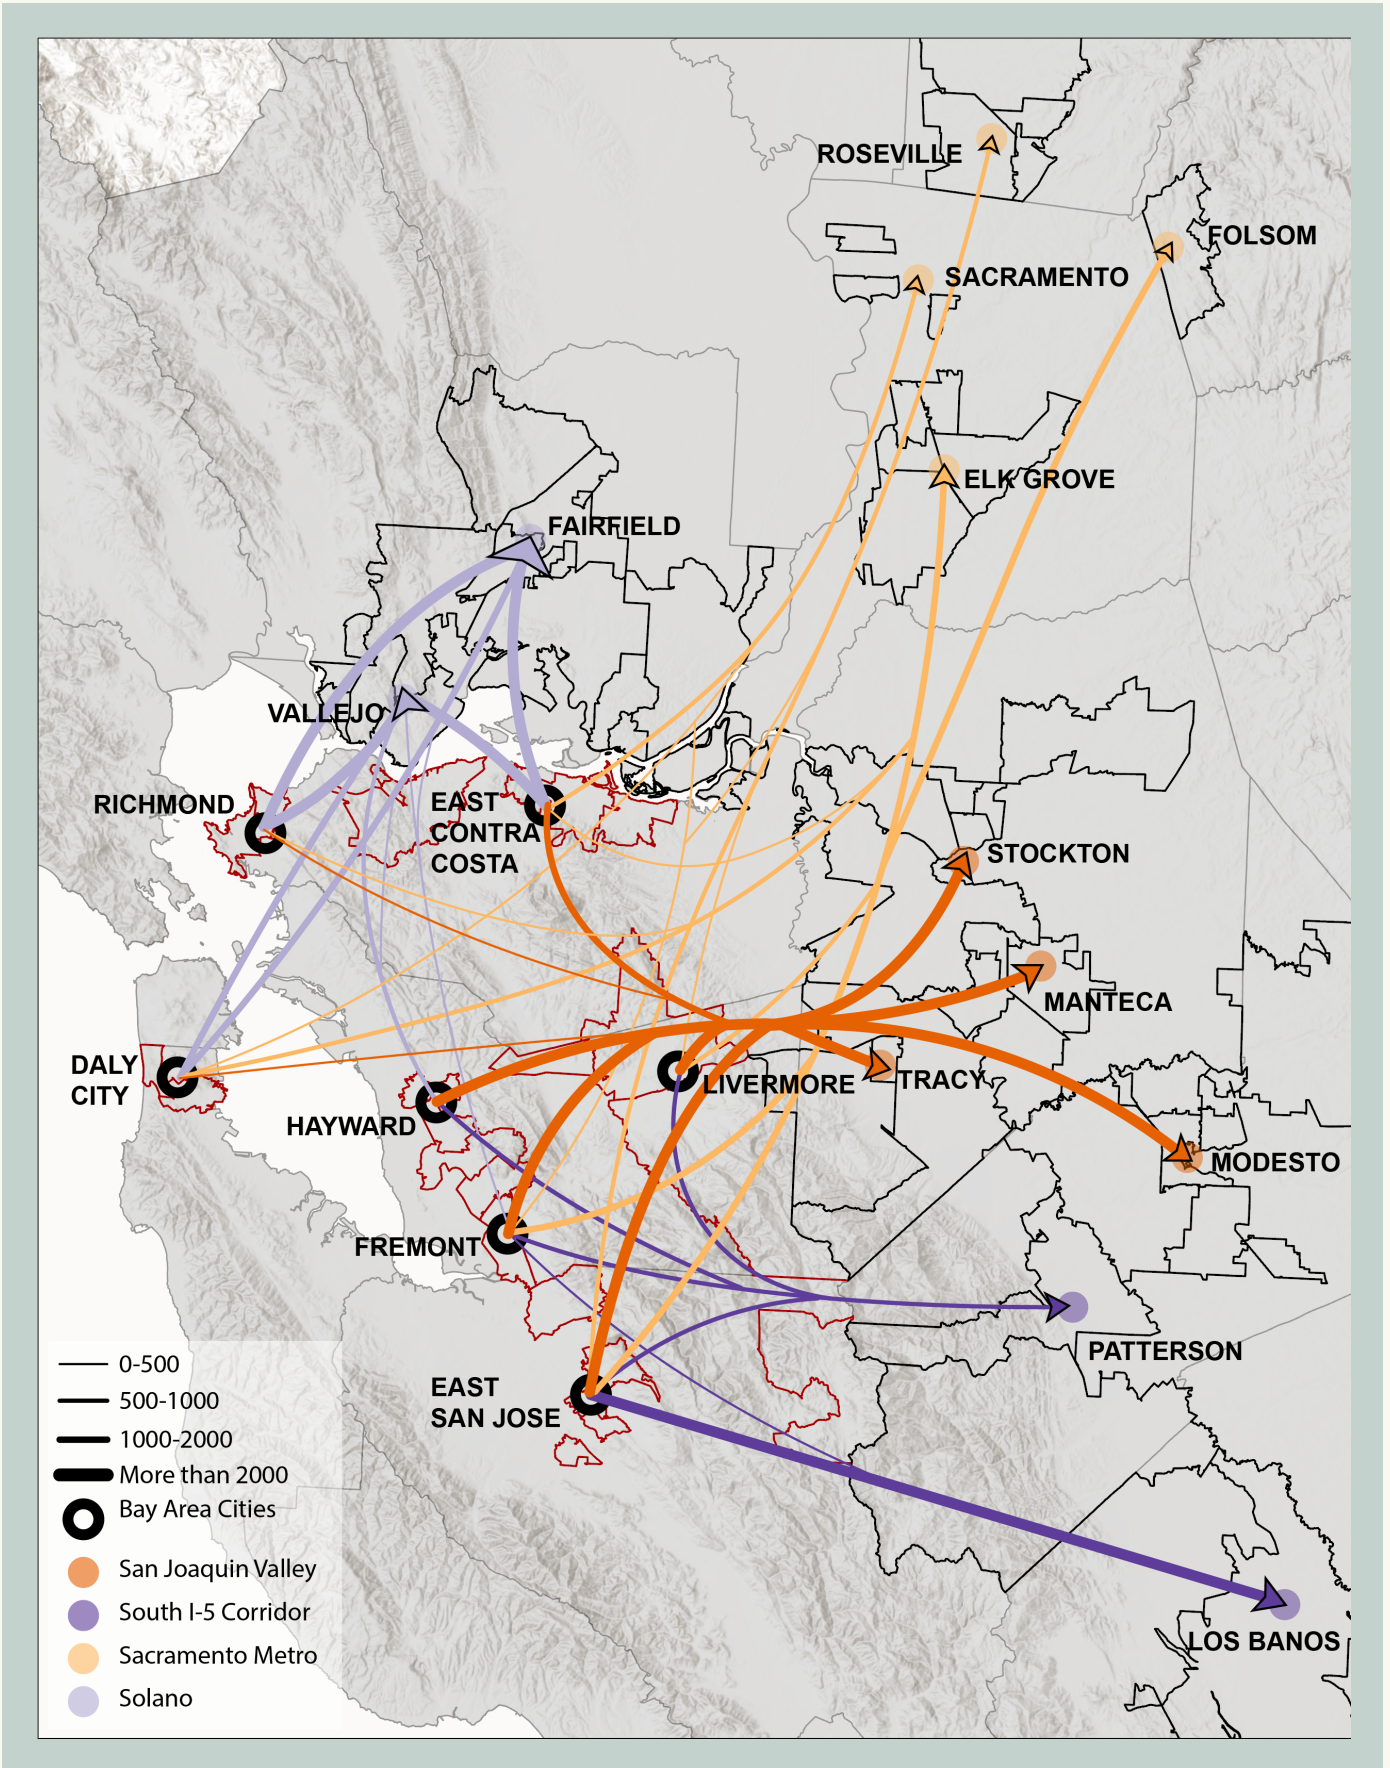 ROSEVILLE
FOLSOM
SACRAMENTO
ELK GROVE
FAIRFIELD
VALLEJO
RICHMOND
EAST
CONTRA
COSTA
STOCKTON
MANTECA
DALY
CITY
LIVERMORE
TRACY
HAYWARD
MODESTO
FREMONT
PATTERSON
EAST
SAN JOSE
LOS BANOS
0-500
500-1000
1000-2000
More than 2000
Bay Area Cities
San Joaquin Valley
South I-5 Corridor
Sacramento Metro
Solano